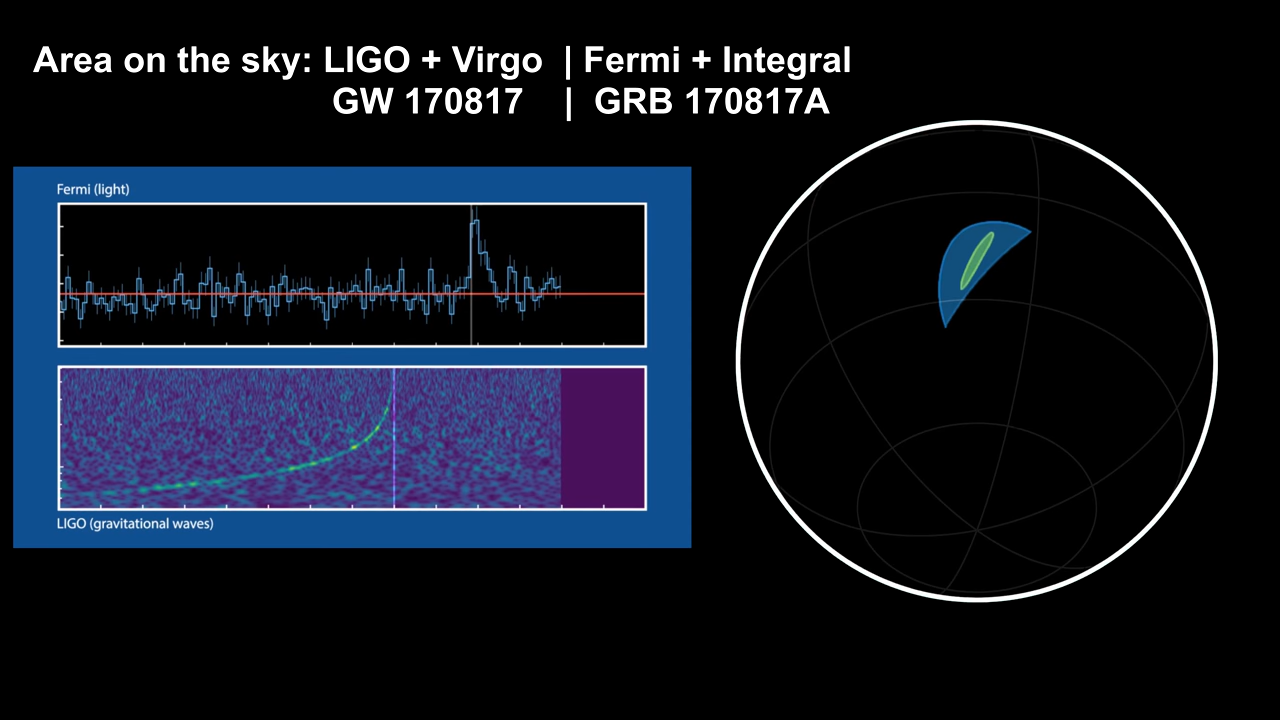 Area on the sky: LIGO + Virgo | Fermi + Integral
GW 170817 | GRB 170817A
Fermi (light)
LIGO (gravitational waves)